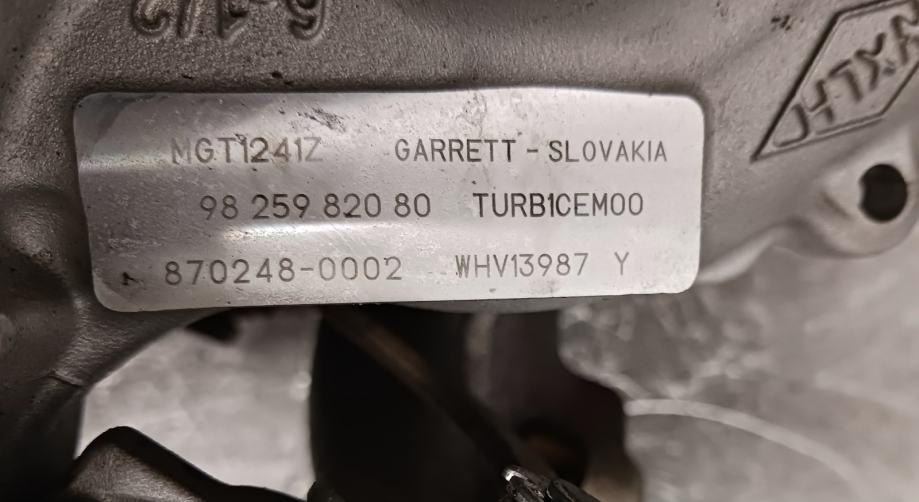 MGT1241Z GARRETT - SLOVAKIA
98 259 820 80 TURB1CEM00
870248-0002 WHV13987 Y